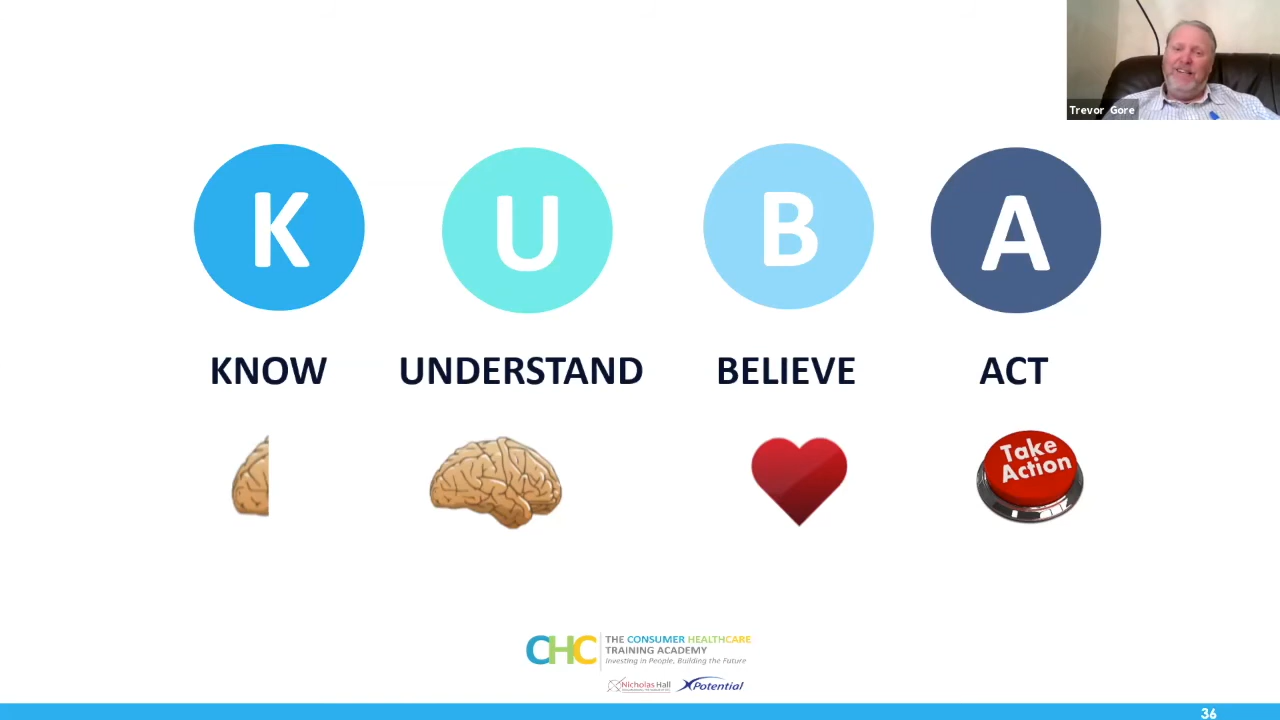 Trevor Gore
K U B A
KNOW UNDERSTAND BELIEVE ACT
Take
Action
CHC
THE CONSUMER HEALTHCARE
TRAINING ACADEMY
Investing in People, Building the Future
Nicholas Hall XPotential
36